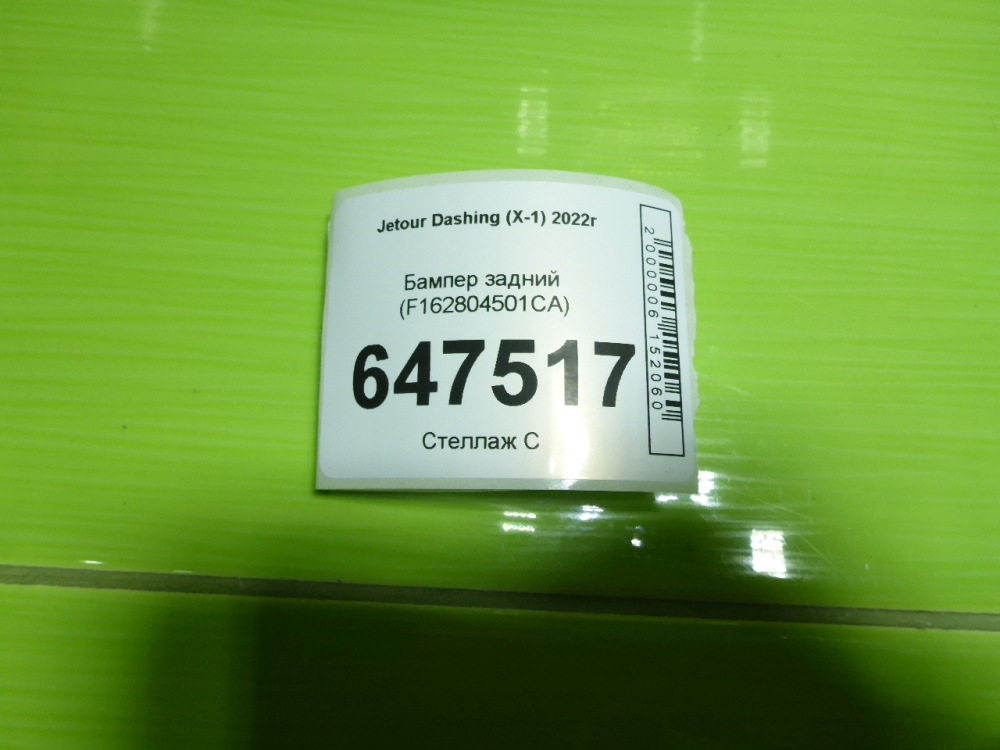 Jetour Dashing (X-1) 2022г
Бампер задний
(F162804501CA)
647517
Стеллаж С
2000006152060